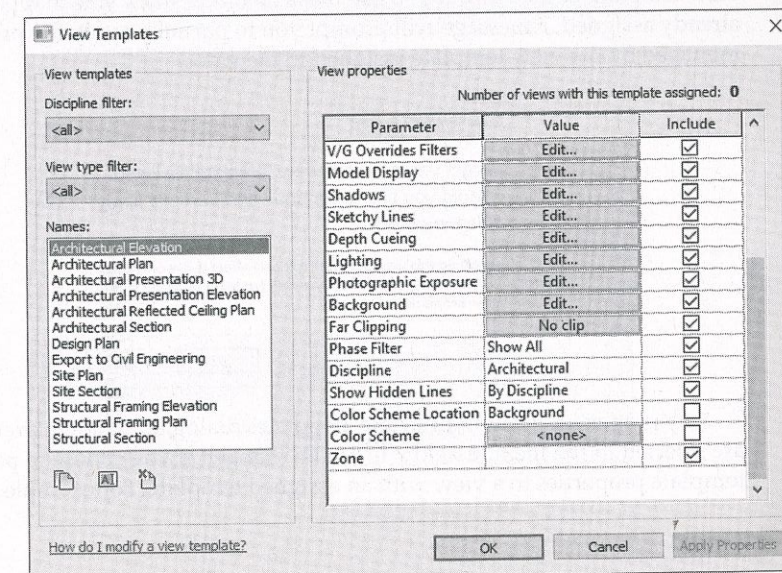 View Templates
View templates
Discipline filter:
<all>
View type filter:
<all>
Names:
Architectural Elevation
Architectural Plan
Architectural Presentation 3D
Architectural Presentation Elevation
Architectural Reflected Ceiling Plan
Architectural Section
Design Plan
Export to Civil Engineering
Site Plan
Site Section
Structural Framing Elevation
Structural Framing Plan
Structural Section
How do I modify a view template?
View properties
Number of views with this template assigned: 0
Parameter Value Include
V/G Overrides Filters Edit...
Model Display Edit...
Shadows Edit...
Sketchy Lines Edit...
Depth Cueing Edit...
Lighting Edit...
Photographic Exposure Edit...
Background Edit...
Far Clipping No clip
Phase Filter Show All
Discipline Architectural
Show Hidden Lines By Discipline
Color Scheme Location Background
Color Scheme <none>
Zone
OK Cancel Apply Properties